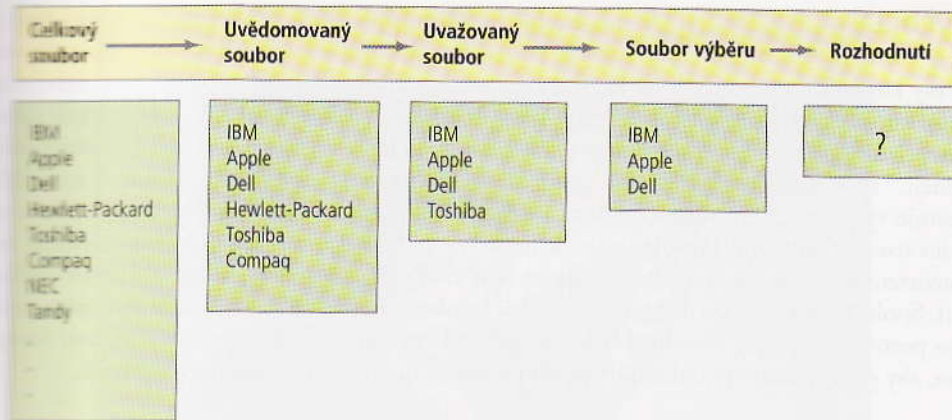 Celkový
soubor
Uvědomovaný
soubor
Uvažovaný
soubor
Soubor výběru
Rozhodnutí
IBM
Apple
Dell
Hewlett-Packard
Toshiba
Compaq
NEC
Tandy
IBM
Apple
Dell
Hewlett-Packard
Toshiba
Compaq
IBM
Apple
Dell
Toshiba
IBM
Apple
Dell
?